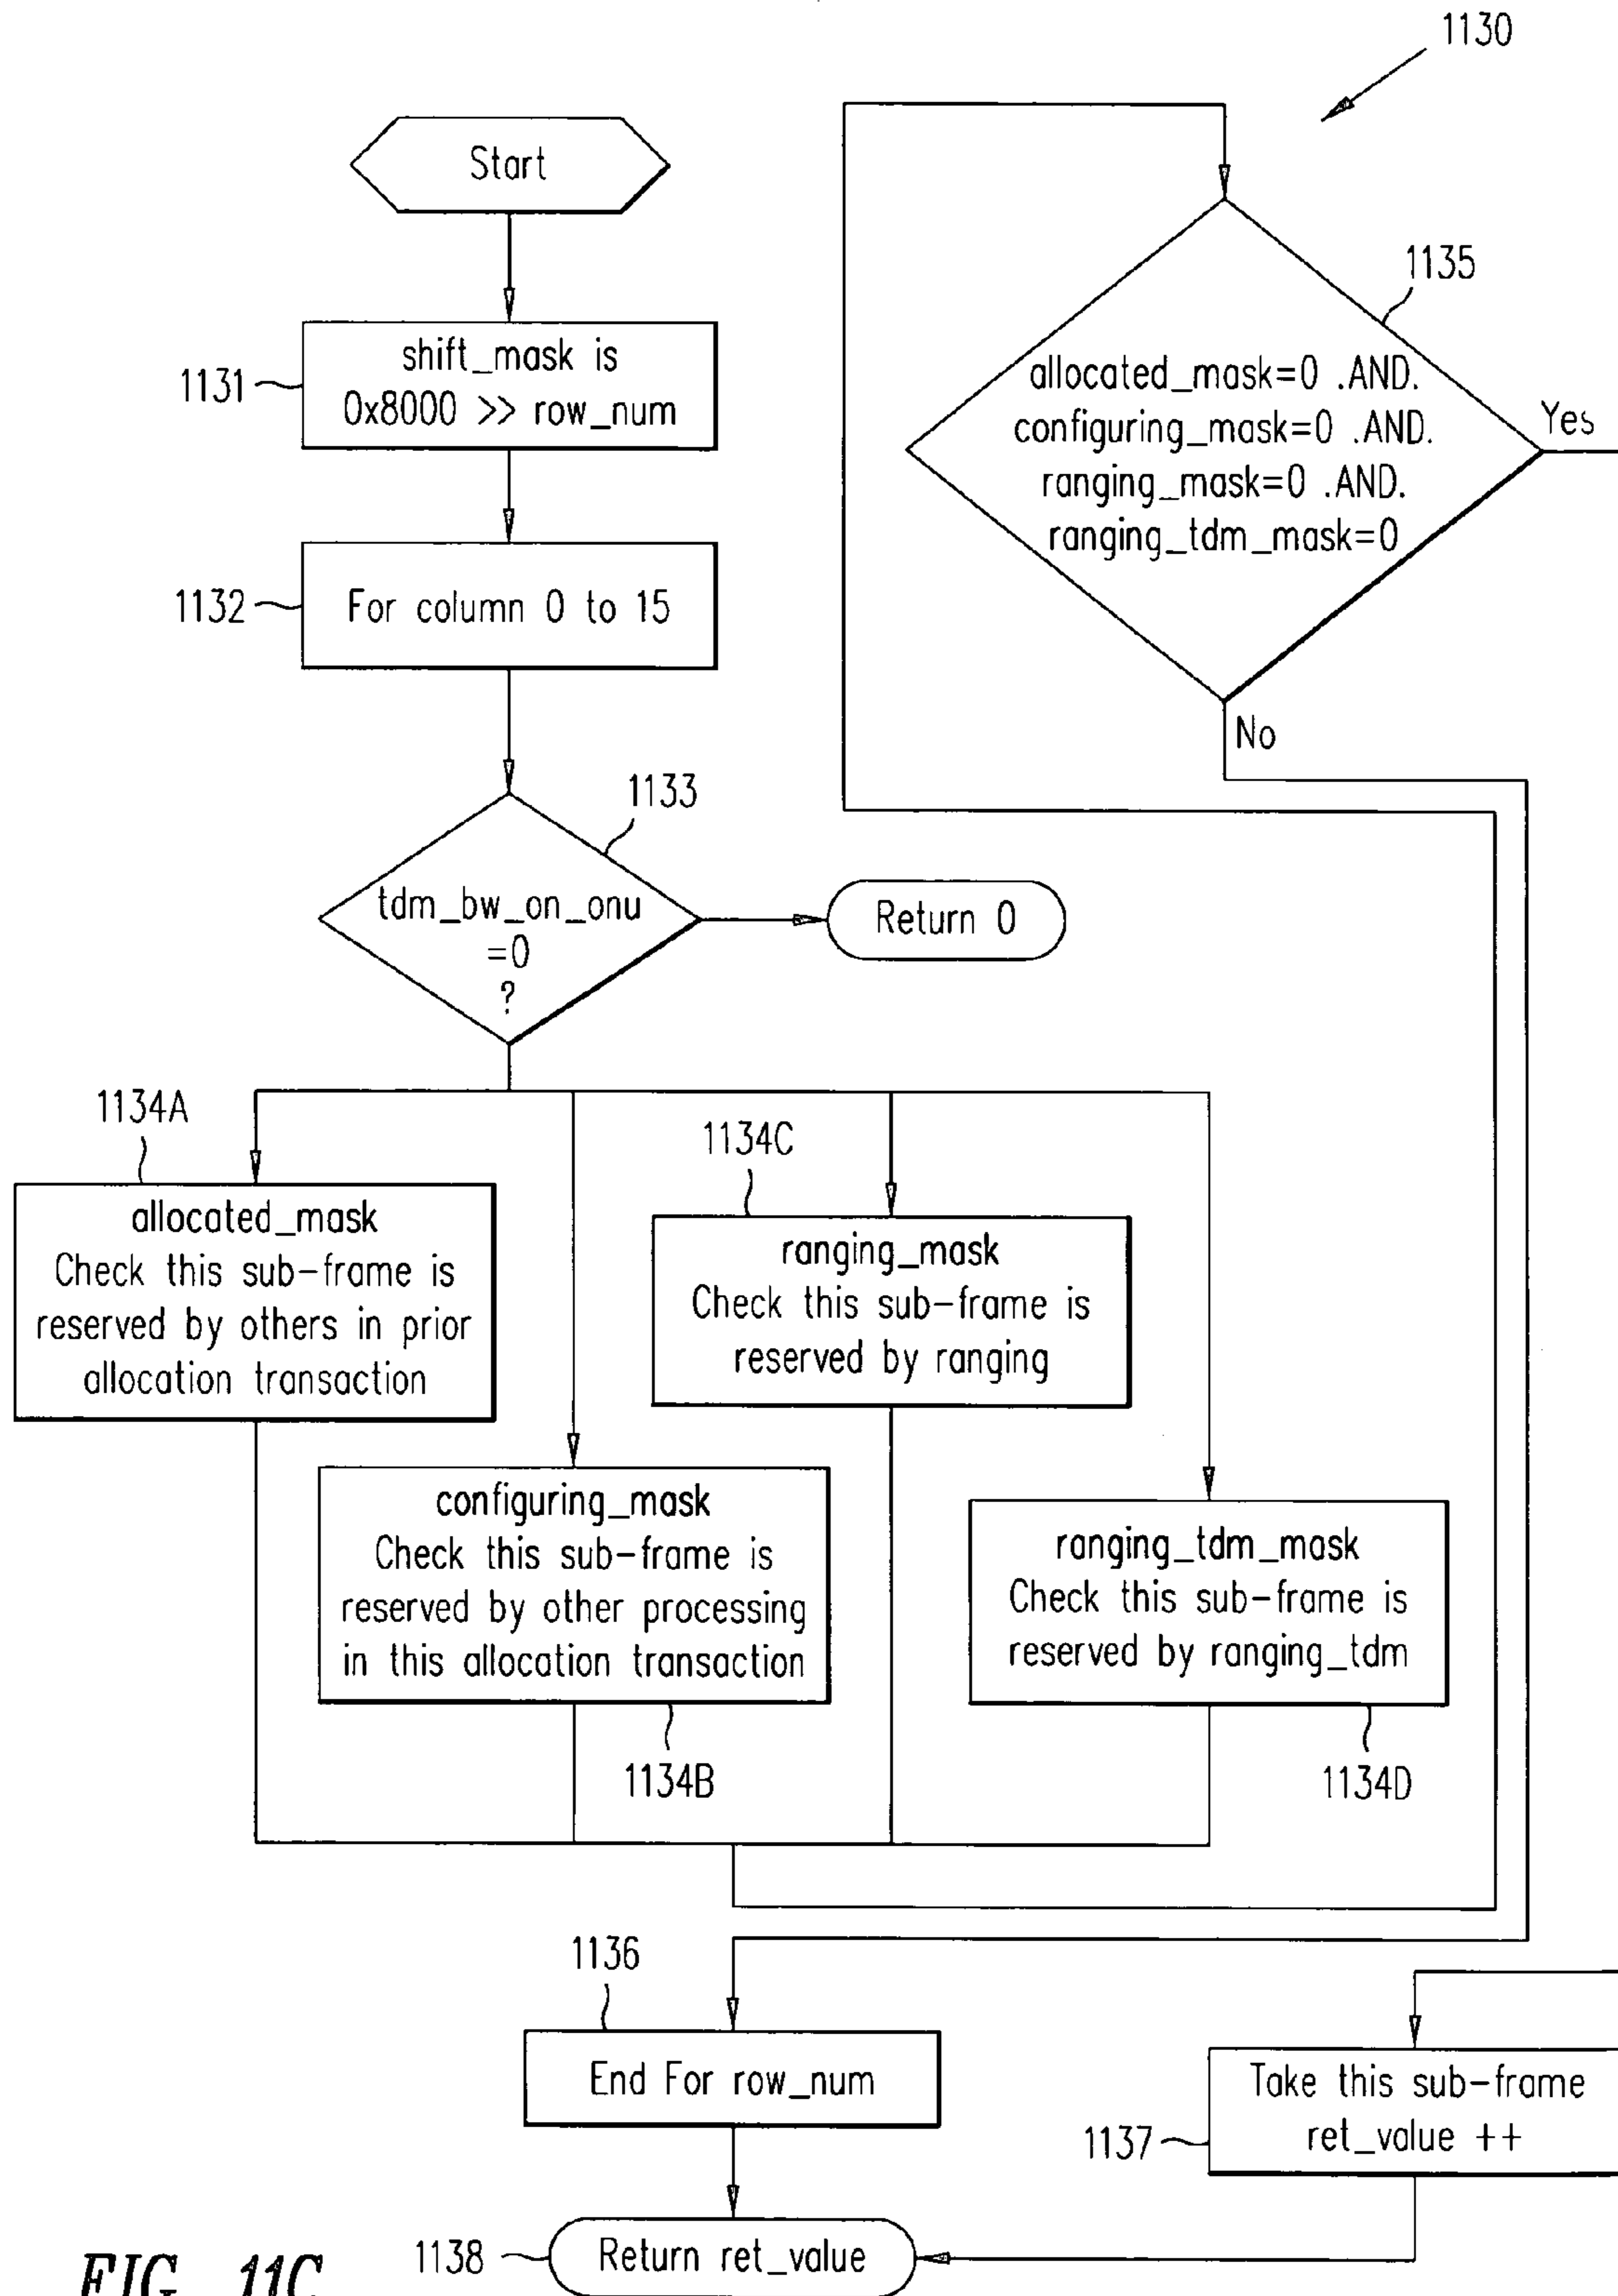 1130
Start
1131
shift_mask is
0x8000 >> row_num
1132
For column 0 to 15
1133
tdm_bw_on_onu
=0
?
Return 0
1135
allocated_mask=0 .AND.
configuring_mask=0 .AND.
ranging_mask=0 .AND.
ranging_tdm_mask=0
Yes
No
1134A
allocated_mask
Check this sub-frame is
reserved by others in prior
allocation transaction
1134C
ranging_mask
Check this sub-frame is
reserved by ranging
configuring_mask
Check this sub-frame is
reserved by other processing
in this allocation transaction
1134B
ranging_tdm_mask
Check this sub-frame is
reserved by ranging_tdm
1134D
1136
End For row_num
1137
Take this sub-frame
ret_value ++
1138
Return ret_value
FIG. 11C